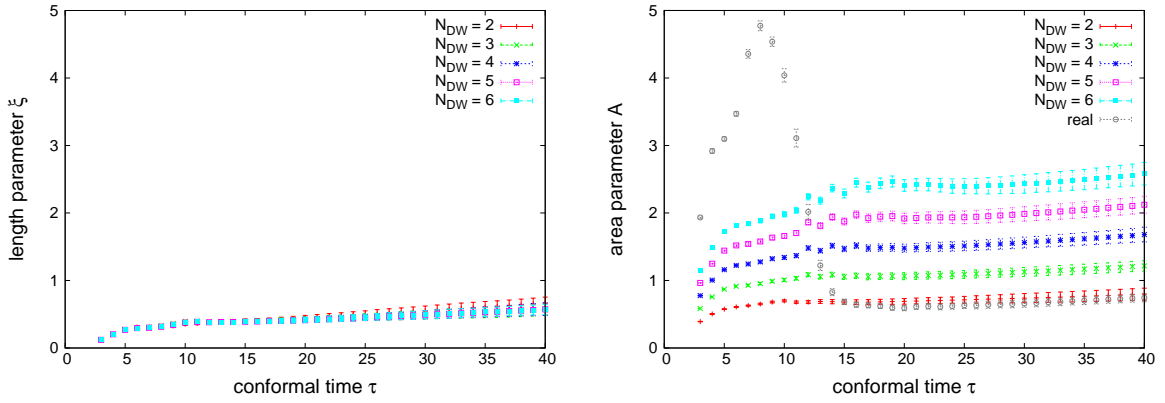 length parameter ξ
5
4
3
2
1
0
0 5 10 15 20 25 30 35 40
conformal time τ
N_DW = 2
N_DW = 3
N_DW = 4
N_DW = 5
N_DW = 6
area parameter A
5
4
3
2
1
0
0 5 10 15 20 25 30 35 40
conformal time τ
N_DW = 2
N_DW = 3
N_DW = 4
N_DW = 5
N_DW = 6
real